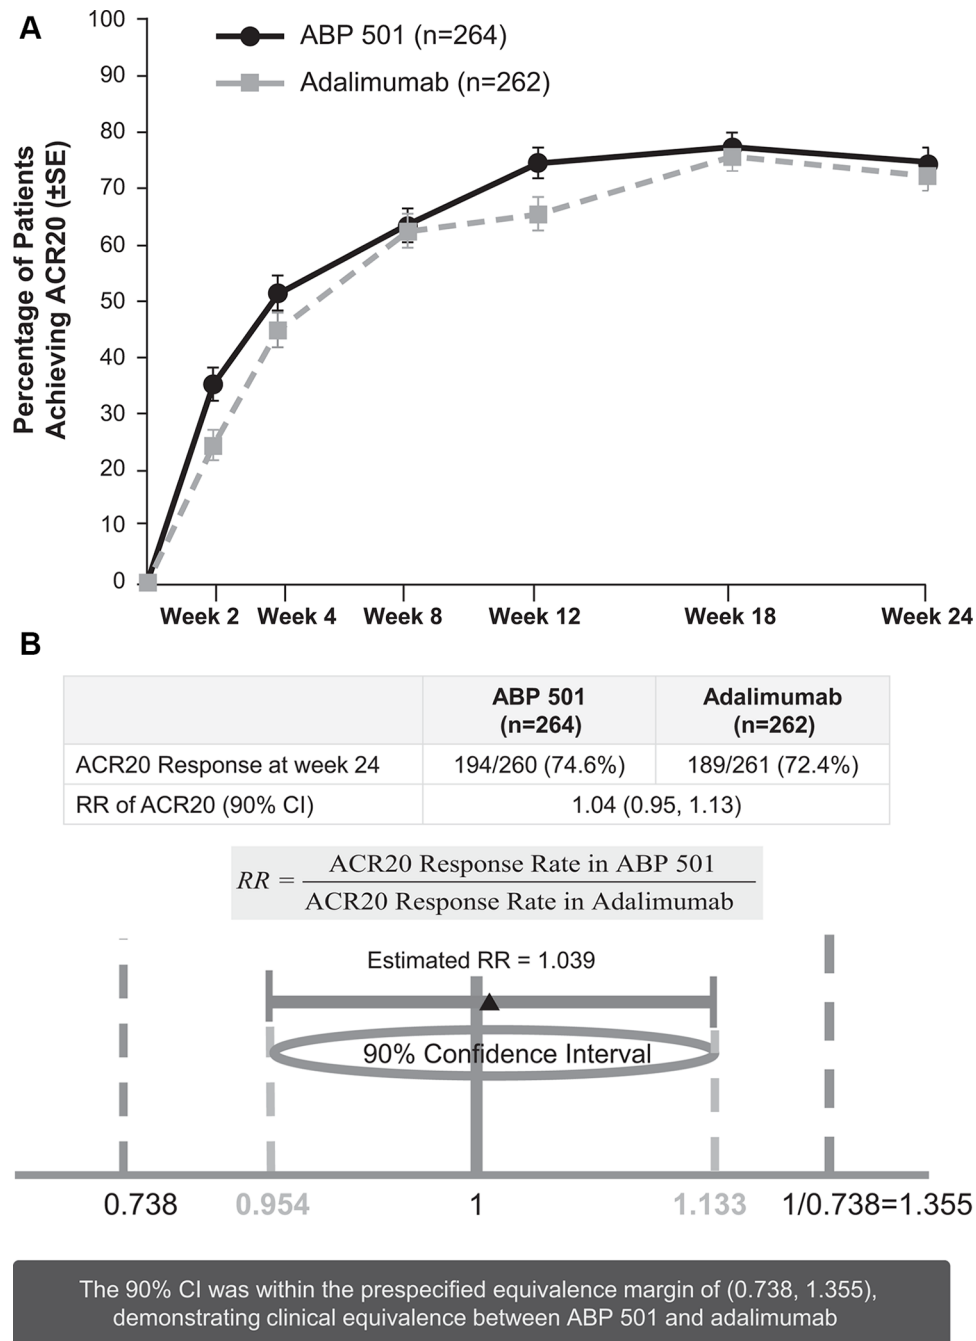 A
ABP 501 (n=264)
Adalimumab (n=262)
Percentage of Patients
Achieving ACR20 (±SE)
100
90
80
70
60
50
40
30
20
10
0
Week 2 Week 4 Week 8 Week 12 Week 18 Week 24
B
ABP 501 Adalimumab
(n=264) (n=262)
ACR20 Response at week 24 194/260 (74.6%) 189/261 (72.4%)
RR of ACR20 (90% CI) 1.04 (0.95, 1.13)
ACR20 Response Rate in ABP 501
RR =
ACR20 Response Rate in Adalimumab
Estimated RR = 1.039
90% Confidence Interval
0.738 0.954 1 1.133 1/0.738=1.355
The 90% CI was within the prespecified equivalence margin of (0.738, 1.355),
demonstrating clinical equivalence between ABP 501 and adalimumab